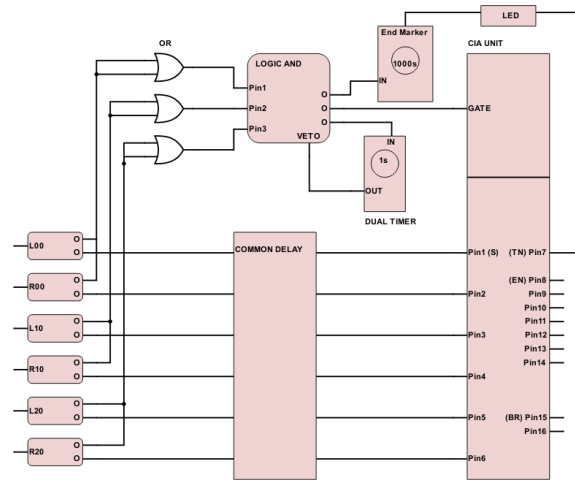 LED
End Marker
OR
CIA UNIT
LOGIC AND
1000s
IN
Pin1
O
Pin2
O
GATE
O
Pin3
VETO
IN
1s
OUT
DUAL TIMER
O
L00
O
COMMON DELAY
Pin1 (S)
(TN) Pin7
O
R00
O
Pin2
(EN) Pin8
Pin9
Pin10
O
L10
O
Pin3
Pin11
Pin12
Pin13
O
R10
O
Pin4
Pin14
O
L20
O
Pin5
(BR) Pin15
Pin16
O
R20
O
Pin6